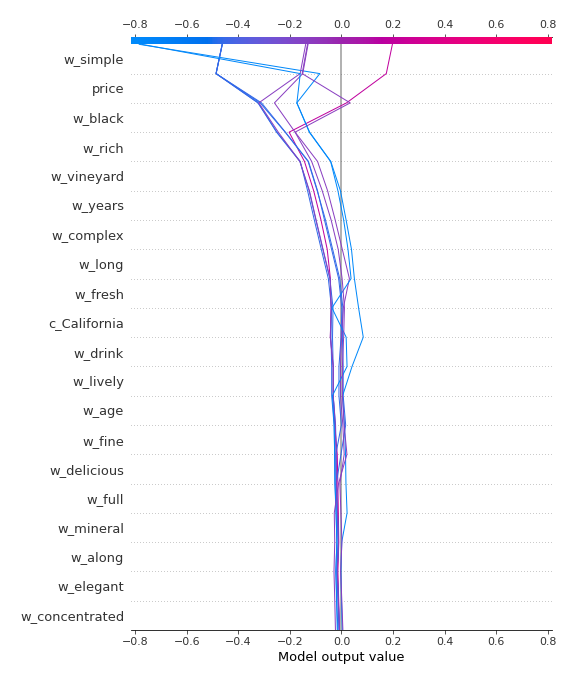 −0.8 −0.6 −0.4 −0.2 0.0 0.2 0.4 0.6 0.8
w_simple
price
w_black
w_rich
w_vineyard
w_years
w_complex
w_long
w_fresh
c_California
w_drink
w_lively
w_age
w_fine
w_delicious
w_full
w_mineral
w_along
w_elegant
w_concentrated
−0.8 −0.6 −0.4 −0.2 0.0 0.2 0.4 0.6 0.8
Model output value